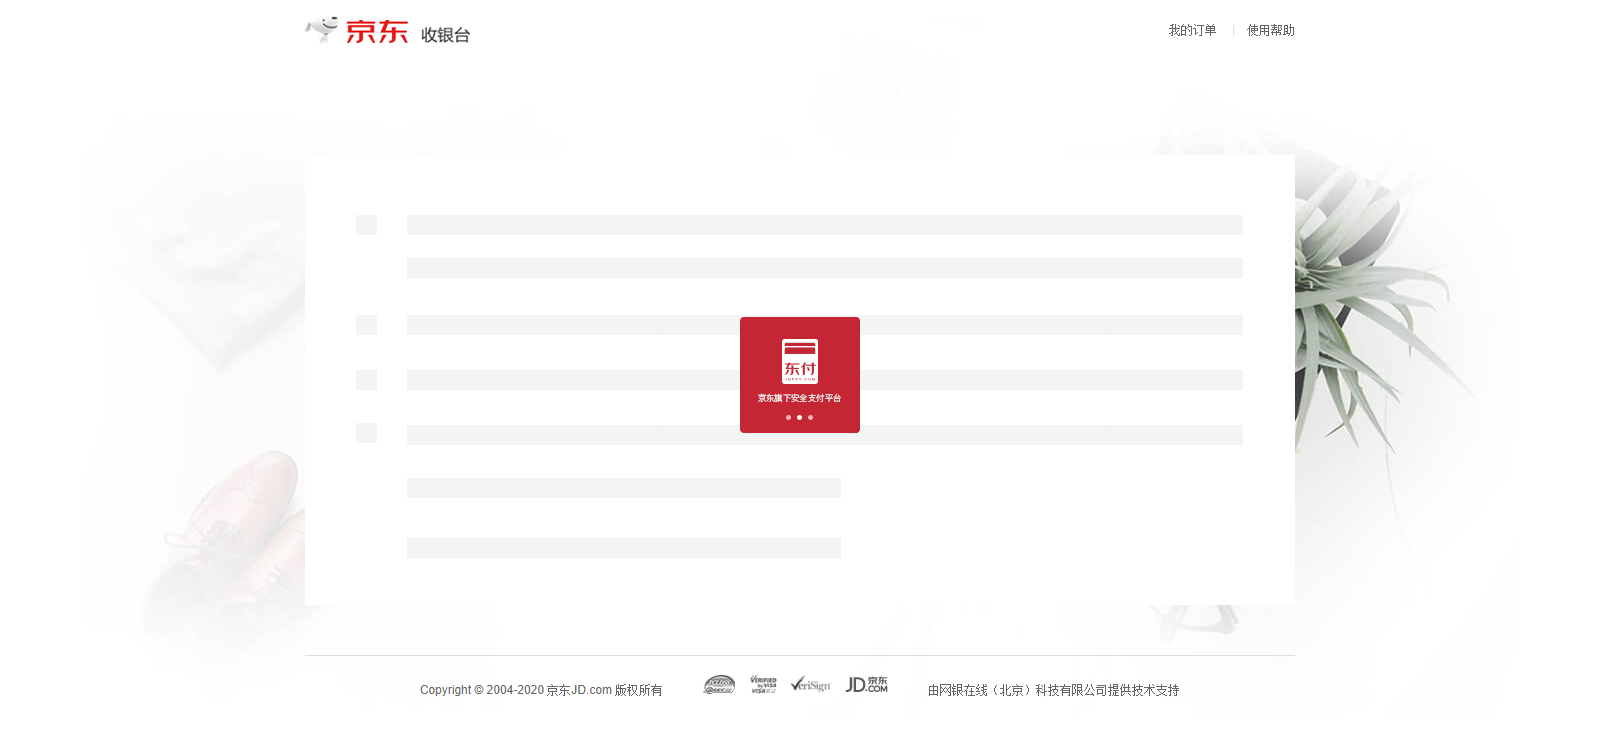 京东 收银台
我的订单 | 使用帮助
东付
京东旗下安全支付平台
Copyright © 2004-2020 京东JD.com 版权所有
VERIFIED by VISA
VeriSign
JD.京东 .COM
由网银在线（北京）科技有限公司提供技术支持